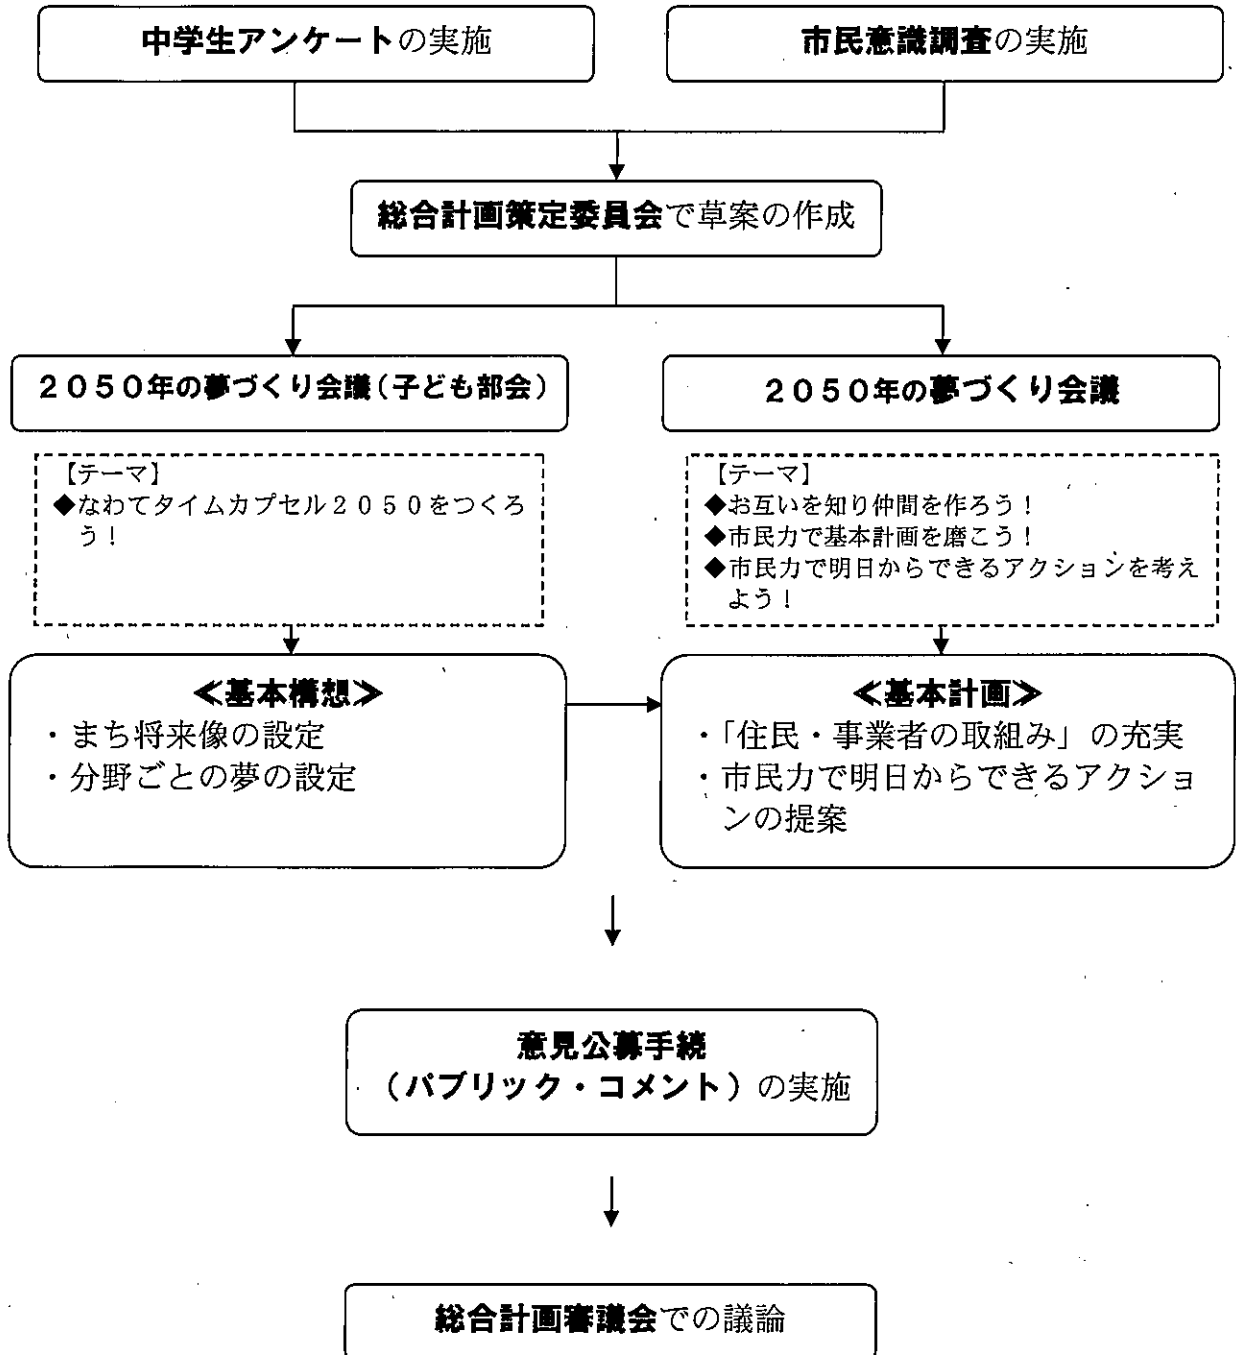 中学生アンケートの実施
市民意識調査の実施
総合計画策定委員会で草案の作成
２０５０年の夢づくり会議（子ども部会）
２０５０年の夢づくり会議
【テーマ】
◆なわてタイムカプセル２０５０をつくろ
う！
【テーマ】
◆お互いを知り仲間を作ろう！
◆市民力で基本計画を磨こう！
◆市民力で明日からできるアクションを考え
よう！
≪基本構想≫
・まち将来像の設定
・分野ごとの夢の設定
≪基本計画≫
・「住民・事業者の取組み」の充実
・市民力で明日からできるアクショ
ンの提案
意見公募手続
（パブリック・コメント）の実施
総合計画審議会での議論